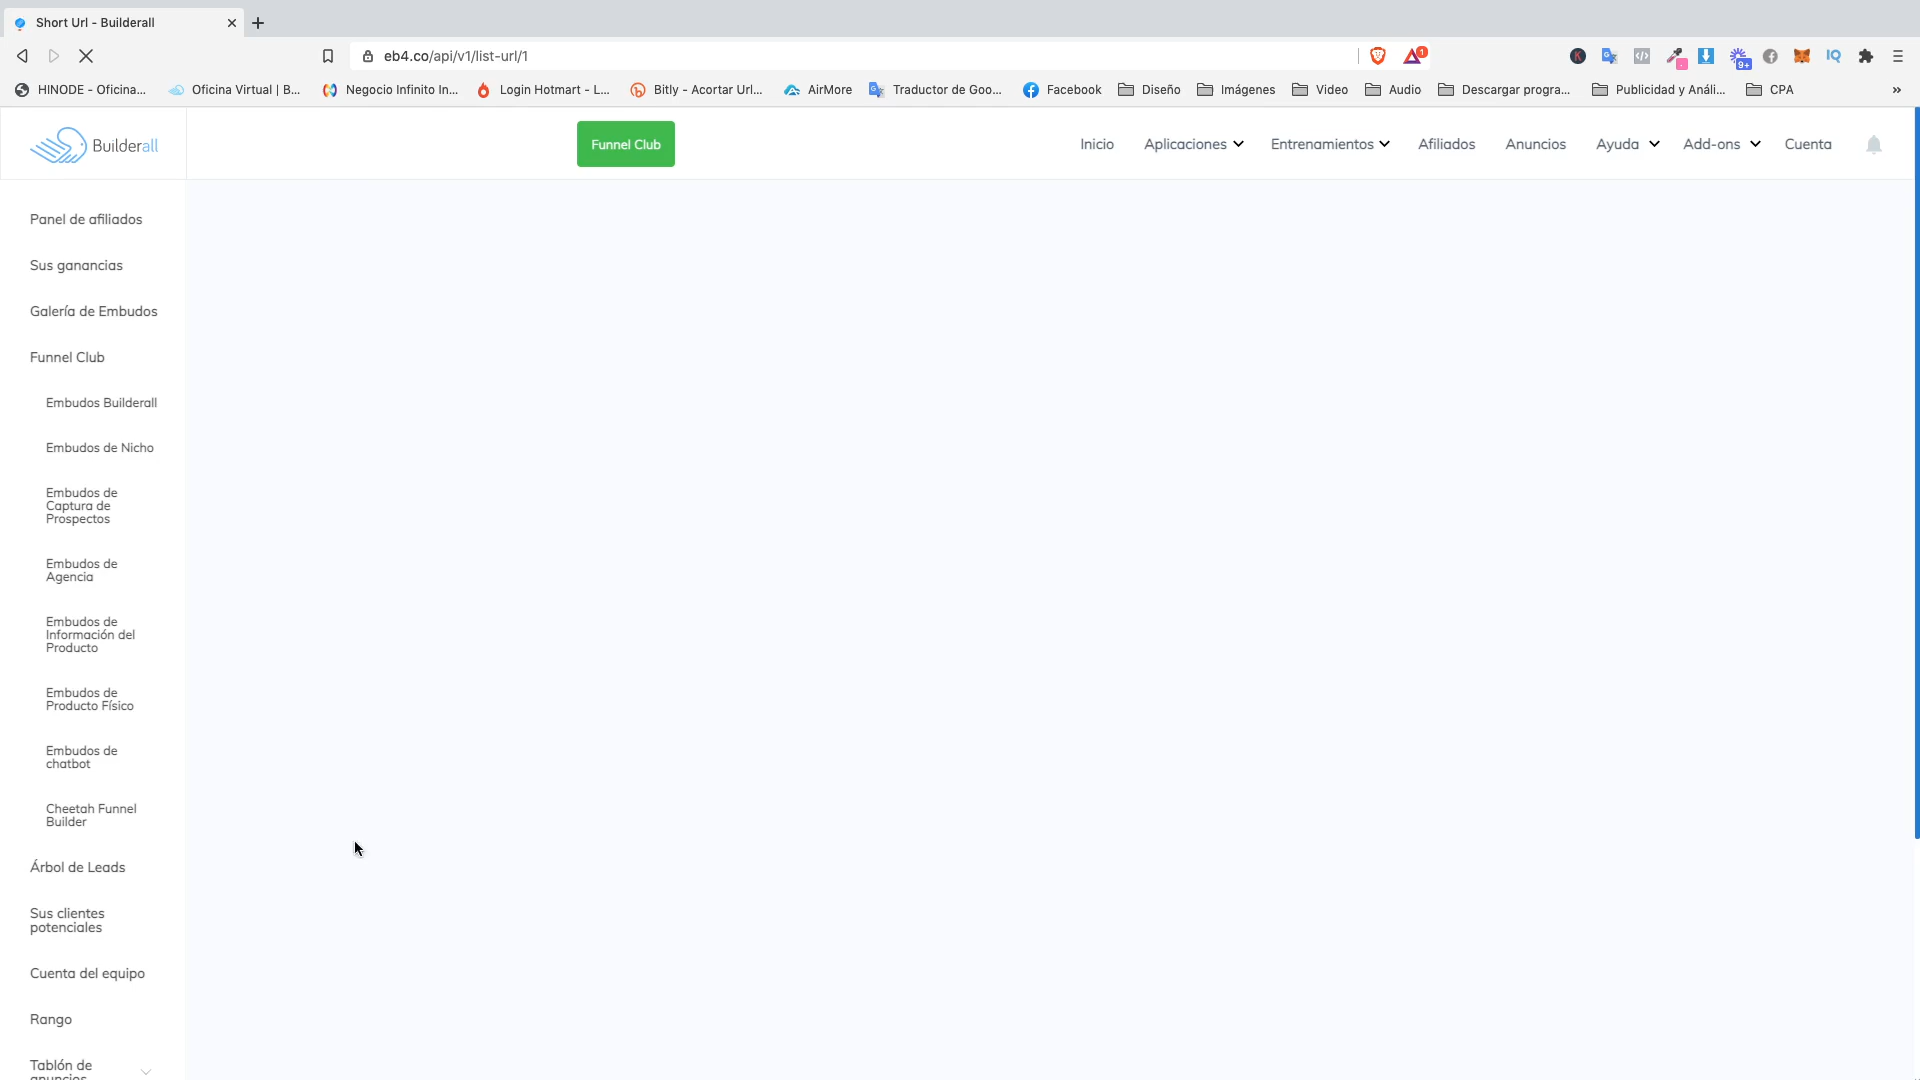 Short Url - Builderall
eb4.co/api/v1/list-url/1
1
9+
IQ
HINODE - Oficina...
Oficina Virtual | B...
Negocio Infinito In...
Login Hotmart - L...
Bitly - Acortar Url...
AirMore
Traductor de Goo...
Facebook
Diseño
Imágenes
Video
Audio
Descargar progra...
Publicidad y Análi...
CPA
»
Builderall
Funnel Club
Inicio
Aplicaciones
Entrenamientos
Afiliados
Anuncios
Ayuda
Add-ons
Cuenta
Panel de afiliados
Sus ganancias
Galería de Embudos
Funnel Club
Embudos Builderall
Embudos de Nicho
Embudos de
Captura de
Prospectos
Embudos de
Agencia
Embudos de
Información del
Producto
Embudos de
Producto Físico
Embudos de
chatbot
Cheetah Funnel
Builder
Árbol de Leads
Sus clientes
potenciales
Cuenta del equipo
Rango
Tablón de
anuncios